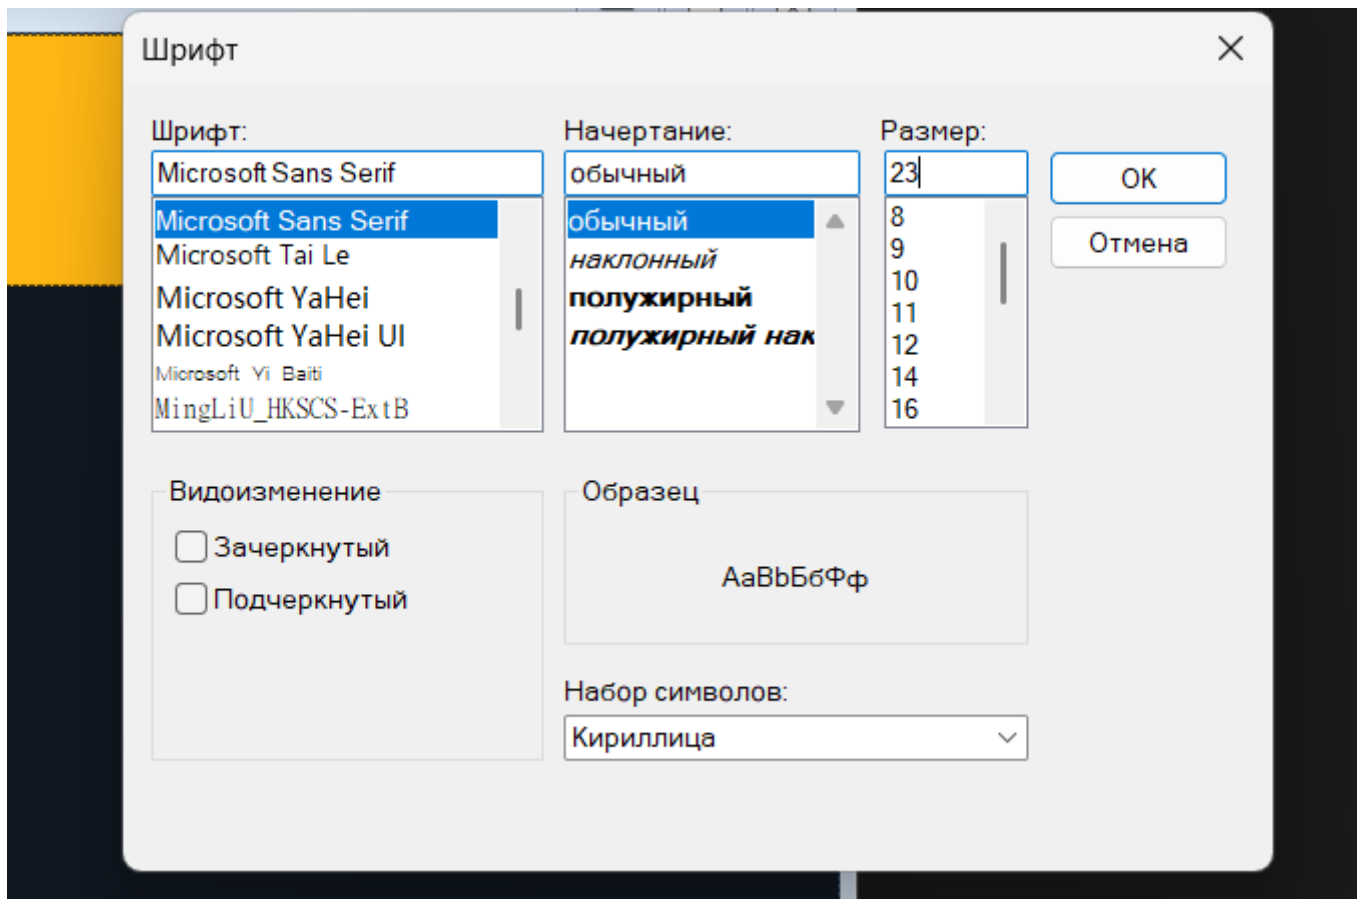 Шрифт
Шрифт:
Начертание:
Размер:
Microsoft Sans Serif
обычный
23
OK
Отмена
Microsoft Sans Serif
Microsoft Tai Le
Microsoft YaHei
Microsoft YaHei UI
Microsoft Yi Baiti
MingLiU_HKSCS-ExtB
обычный
наклонный
полужирный
полужирный нак
8
9
10
11
12
14
16
Видоизменение
Зачеркнутый
Подчеркнутый
Образец
АаВbБбФф
Набор символов:
Кириллица